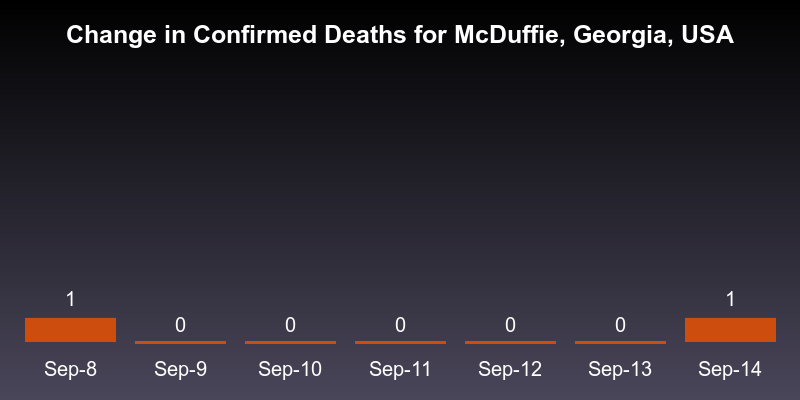 Change in Confirmed Deaths for McDuffie, Georgia, USA
1 0 0 0 0 0 1
Sep-8 Sep-9 Sep-10 Sep-11 Sep-12 Sep-13 Sep-14